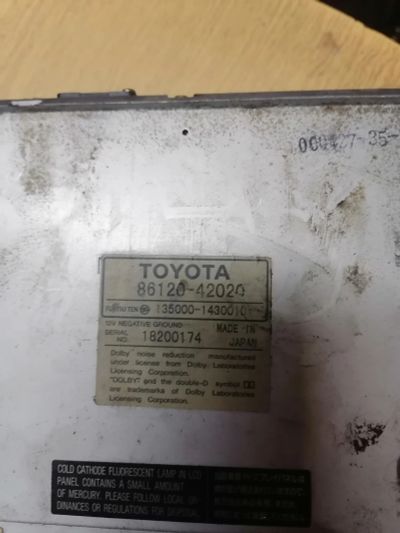 TOYOTA
86120-42020
FUJITSU TEN 135000-14300101
12V NEGATIVE GROUND
MADE IN
SERIAL
NO. 18200174 JAPAN
Dolby noise reduction manufactured
under license from Dolby Laboratories
Licensing Corporation.
"DOLBY" and the double-D symbol
are trademarks of Dolby Laboratories
Licensing Corporation.
COLD CATHODE FLUORESCENT LAMP IN LCD
PANEL CONTAINS A SMALL AMOUNT
OF MERCURY. PLEASE FOLLOW LOCAL OR-
DINANCES OR REGULATIONS FOR DISPOSAL.